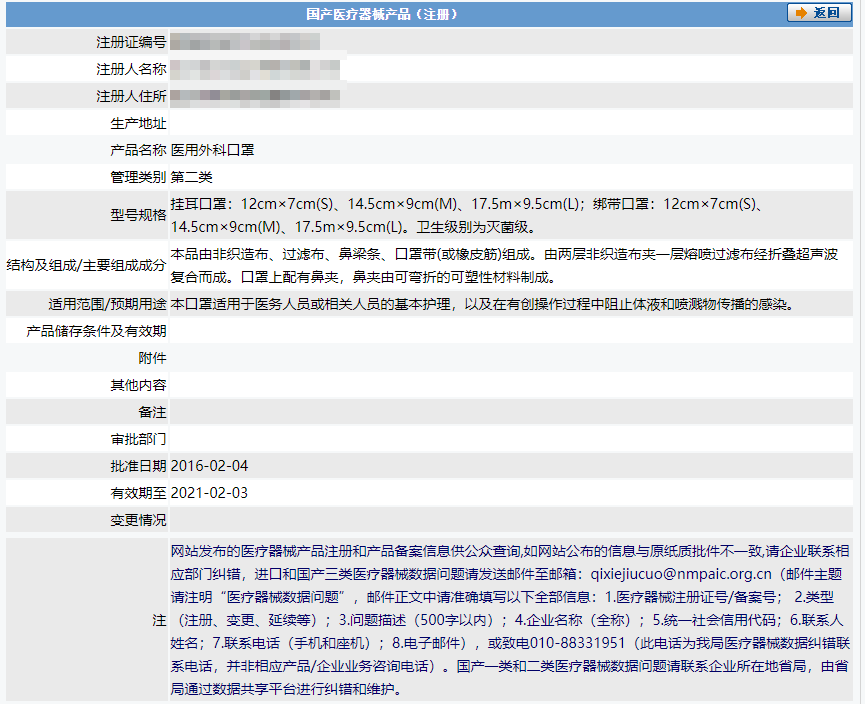 国产医疗器械产品（注册）
返回
注册证编号
注册人名称
注册人住所
生产地址
产品名称 医用外科口罩
管理类别 第二类
型号规格 挂耳口罩：12cm×7cm(S)、14.5cm×9cm(M)、17.5m×9.5cm(L)；绑带口罩：12cm×7cm(S)、
14.5cm×9cm(M)、17.5m×9.5cm(L)。卫生级别为灭菌级。
结构及组成/主要组成成分 本品由非织造布、过滤布、鼻梁条、口罩带(或橡皮筋)组成。由两层非织造布夹一层熔喷过滤布经折叠超声波
复合而成。口罩上配有鼻夹，鼻夹由可弯折的可塑性材料制成。
适用范围/预期用途 本口罩适用于医务人员或相关人员的基本护理，以及在有创操作过程中阻止体液和喷溅物传播的感染。
产品储存条件及有效期
附件
其他内容
备注
审批部门
批准日期 2016-02-04
有效期至 2021-02-03
变更情况
注 网站发布的医疗器械产品注册和产品备案信息供公众查询,如网站公布的信息与原纸质批件不一致,请企业联系相
应部门纠错，进口和国产三类医疗器械数据问题请发送邮件至邮箱：qixiejiucuo@nmpaic.org.cn（邮件主题
请注明“医疗器械数据问题”，邮件正文中请准确填写以下全部信息：1.医疗器械注册证号/备案号； 2.类型
（注册、变更、延续等）；3.问题描述（500字以内）；4.企业名称（全称）；5.统一社会信用代码；6.联系人
姓名；7.联系电话（手机和座机）；8.电子邮件），或致电010-88331951（此电话为我局医疗器械数据纠错联
系电话，并非相应产品/企业业务咨询电话）。国产一类和二类医疗器械数据问题请联系企业所在地省局，由省
局通过数据共享平台进行纠错和维护。